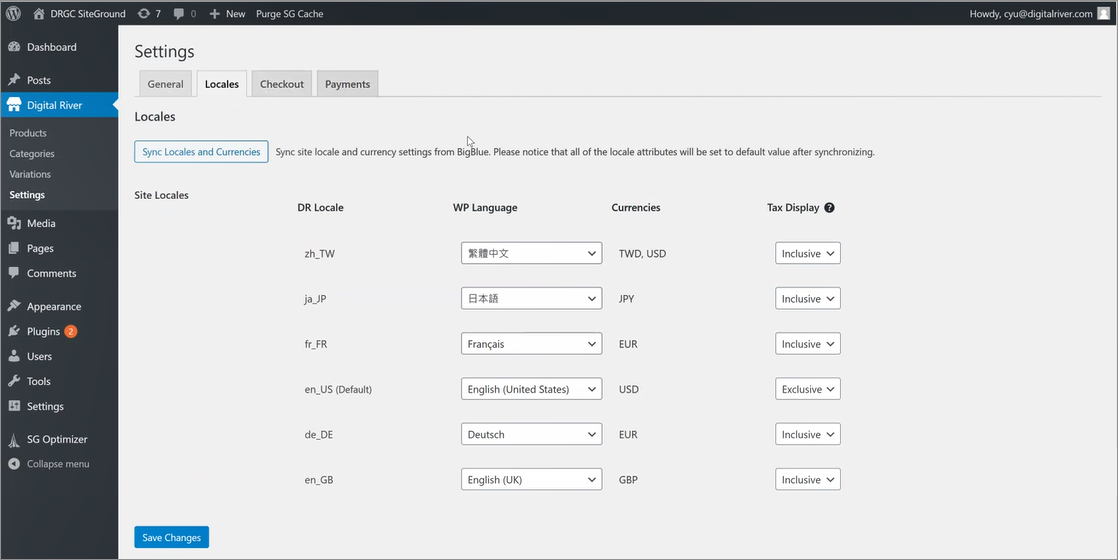 DRGC SiteGround 7 0 New Purge SG Cache Howdy, cyu@digitalriver.com
Dashboard
Posts
Digital River
Products
Categories
Variations
Settings
Media
Pages
Comments
Appearance
Plugins 2
Users
Tools
Settings
SG Optimizer
Collapse menu
Settings
General Locales Checkout Payments
Locales
Sync Locales and Currencies Sync site locale and currency settings from BigBlue. Please notice that all of the locale attributes will be set to default value after synchronizing.
Site Locales
DR Locale WP Language Currencies Tax Display ?
zh_TW 繁體中文 TWD, USD Inclusive
ja_JP 日本語 JPY Inclusive
fr_FR Français EUR Inclusive
en_US (Default) English (United States) USD Exclusive
de_DE Deutsch EUR Inclusive
en_GB English (UK) GBP Inclusive
Save Changes